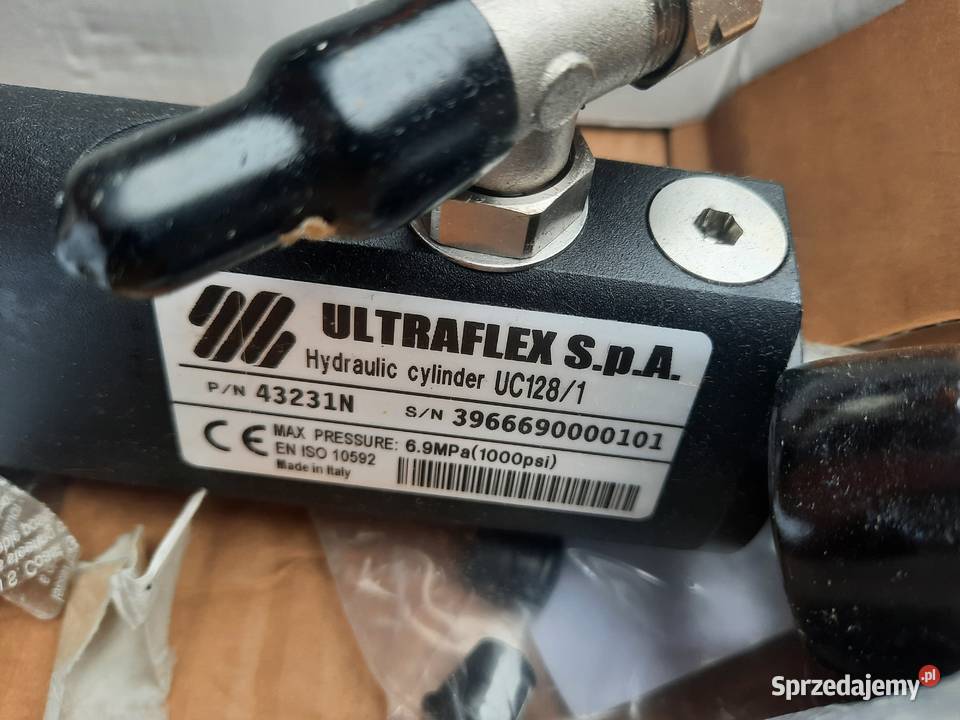 ULTRAFLEX S.p.A.
Hydraulic cylinder UC128/1
P/N 43231N S/N 3966690000101
CE MAX PRESSURE: 6.9MPa(1000psi)
EN ISO 10592
Made in Italy
Sprzedajemy.pl